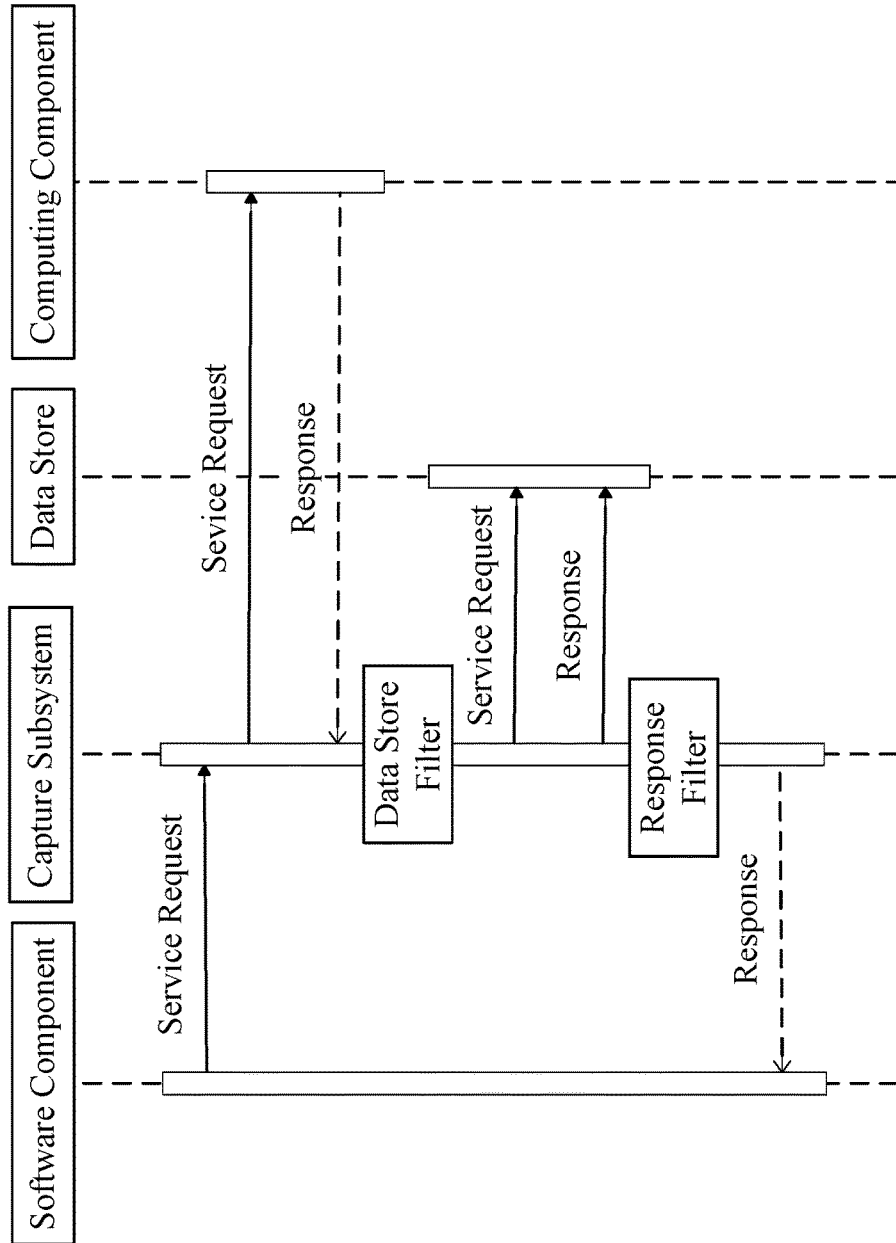 Software Component
Capture Subsystem
Data Store
Computing Component
Service Request
Sevice Request
Response
Data Store
Filter
Service Request
Response
Response
Filter
Response